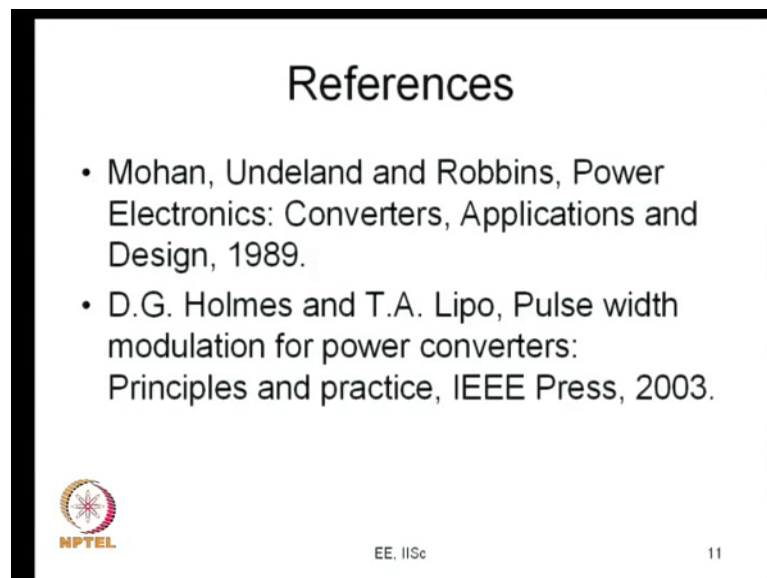 References
• Mohan, Undeland and Robbins, Power
Electronics: Converters, Applications and
Design, 1989.
• D.G. Holmes and T.A. Lipo, Pulse width
modulation for power converters:
Principles and practice, IEEE Press, 2003.
NPTEL
EE, IISc
11